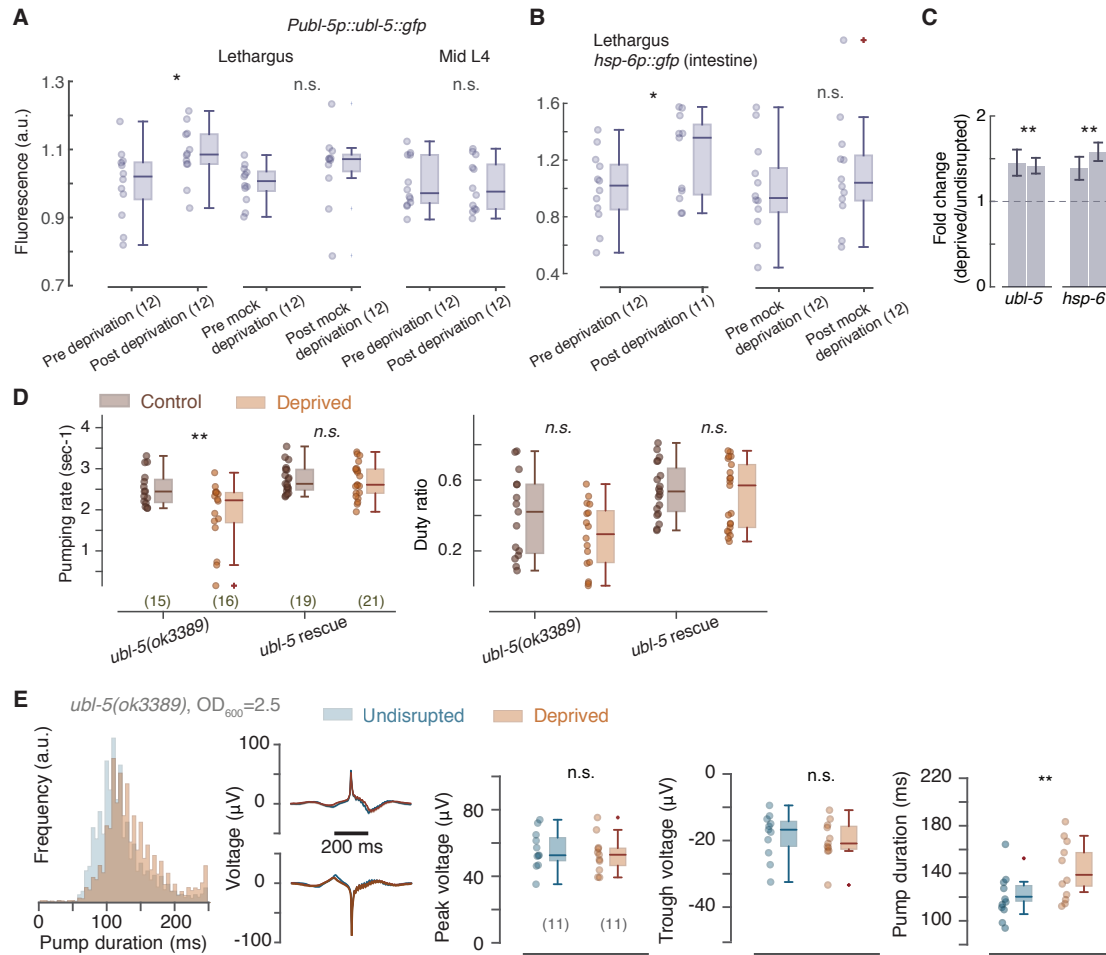 A
Publ-5p::ubl-5::gfp
Lethargus
Mid L4
*
n.s.
n.s.
Fluorescence (a.u.)
1.3
1.1
0.9
0.7
Pre deprivation (12)
Post deprivation (12)
Pre mock
deprivation (12)
Post mock
deprivation (12)
Pre deprivation (12)
Post deprivation (12)
B
Lethargus
hsp-6p::gfp (intestine)
*
n.s.
1.6
1.2
0.8
0.4
Pre deprivation (12)
Post deprivation (11)
Pre mock
deprivation (12)
Post mock
deprivation (12)
C
Fold change
(deprived/undisrupted)
2
1
0
**
**
ubl-5
hsp-6
D
Control
Deprived
Pumping rate (sec-1)
4
3
2
1
**
n.s.
(15)
(16)
(19)
(21)
ubl-5(ok3389)
ubl-5 rescue
Duty ratio
0.6
0.2
n.s.
n.s.
ubl-5(ok3389)
ubl-5 rescue
E
ubl-5(ok3389), OD600=2.5
Undisrupted
Deprived
Frequency (a.u.)
0
100
200
Pump duration (ms)
Voltage (µV)
100
0
200 ms
0
-100
Peak voltage (µV)
80
40
0
n.s.
(11)
(11)
Trough voltage (µV)
0
-20
-40
n.s.
Pump duration (ms)
220
180
140
100
**